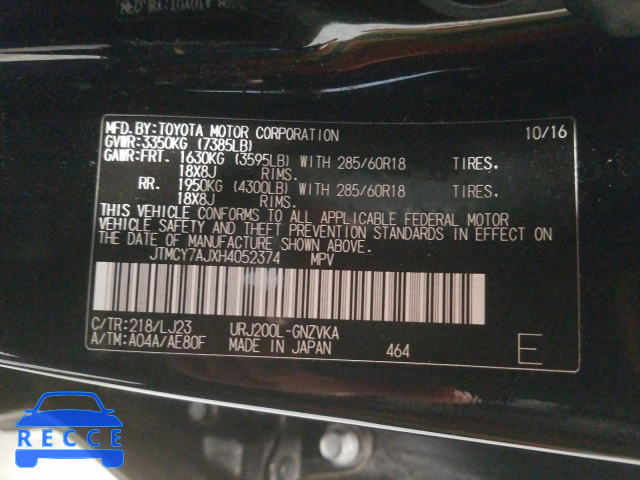 MFD.BY:TOYOTA MOTOR CORPORATION 10/16
GVWR:3350KG (7385LB)
GAWR:FRT. 1630KG (3595LB) WITH 285/60R18 TIRES.
18X8J RIMS.
RR. 1950KG (4300LB) WITH 285/60R18 TIRES.
18X8J RIMS.
THIS VEHICLE CONFORMS TO ALL APPLICABLE FEDERAL MOTOR
VEHICLE SAFETY AND BUMPER STANDARDS IN EFFECT ON
THE DATE OF MANUFACTURE SHOWN ABOVE.
JTMCY7AJXH4052374 MPV
C/TR:218/LJ23 URJ200L-GNZVKA
A/TM:A04A/AE80F MADE IN JAPAN 464 E
RECCE